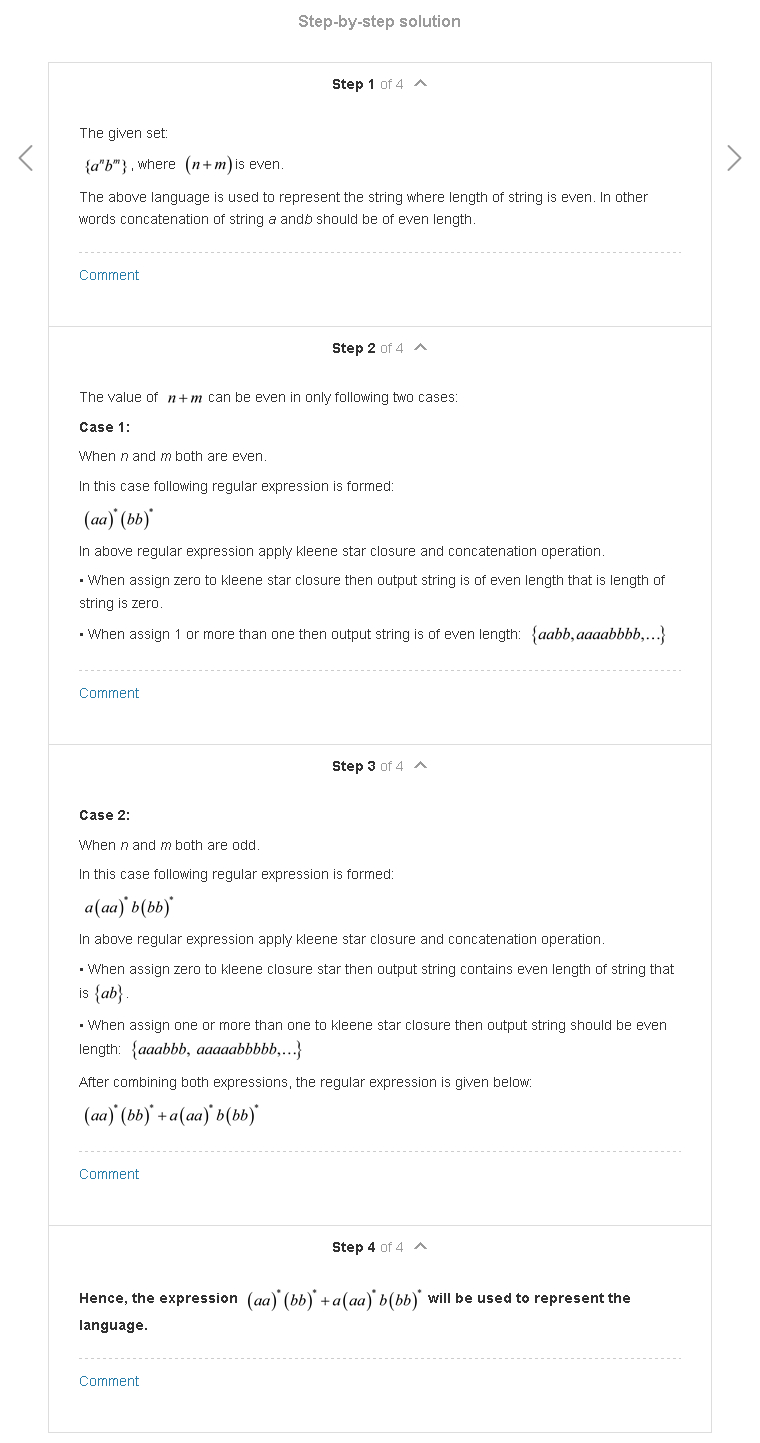 Step-by-step solution
Step 1 of 4
The given set:
{aⁿbᵐ}, where (n+m) is even.
The above language is used to represent the string where length of string is even. In other
words concatenation of string a andb should be of even length.
Comment
Step 2 of 4
The value of n+m can be even in only following two cases:
Case 1:
When n and m both are even.
In this case following regular expression is formed:
(aa)*(bb)*
In above regular expression apply kleene star closure and concatenation operation.
• When assign zero to kleene star closure then output string is of even length that is length of
string is zero.
• When assign 1 or more than one then output string is of even length: {aabb,aaaabbbb,...}
Comment
Step 3 of 4
Case 2:
When n and m both are odd.
In this case following regular expression is formed:
a(aa)*b(bb)*
In above regular expression apply kleene star closure and concatenation operation.
• When assign zero to kleene closure star then output string contains even length of string that
is {ab}.
• When assign one or more than one to kleene star closure then output string should be even
length: {aaabbb, aaaaabbbbb,...}
After combining both expressions, the regular expression is given below:
(aa)*(bb)*+a(aa)*b(bb)*
Comment
Step 4 of 4
Hence, the expression (aa)*(bb)*+a(aa)*b(bb)* will be used to represent the
language.
Comment